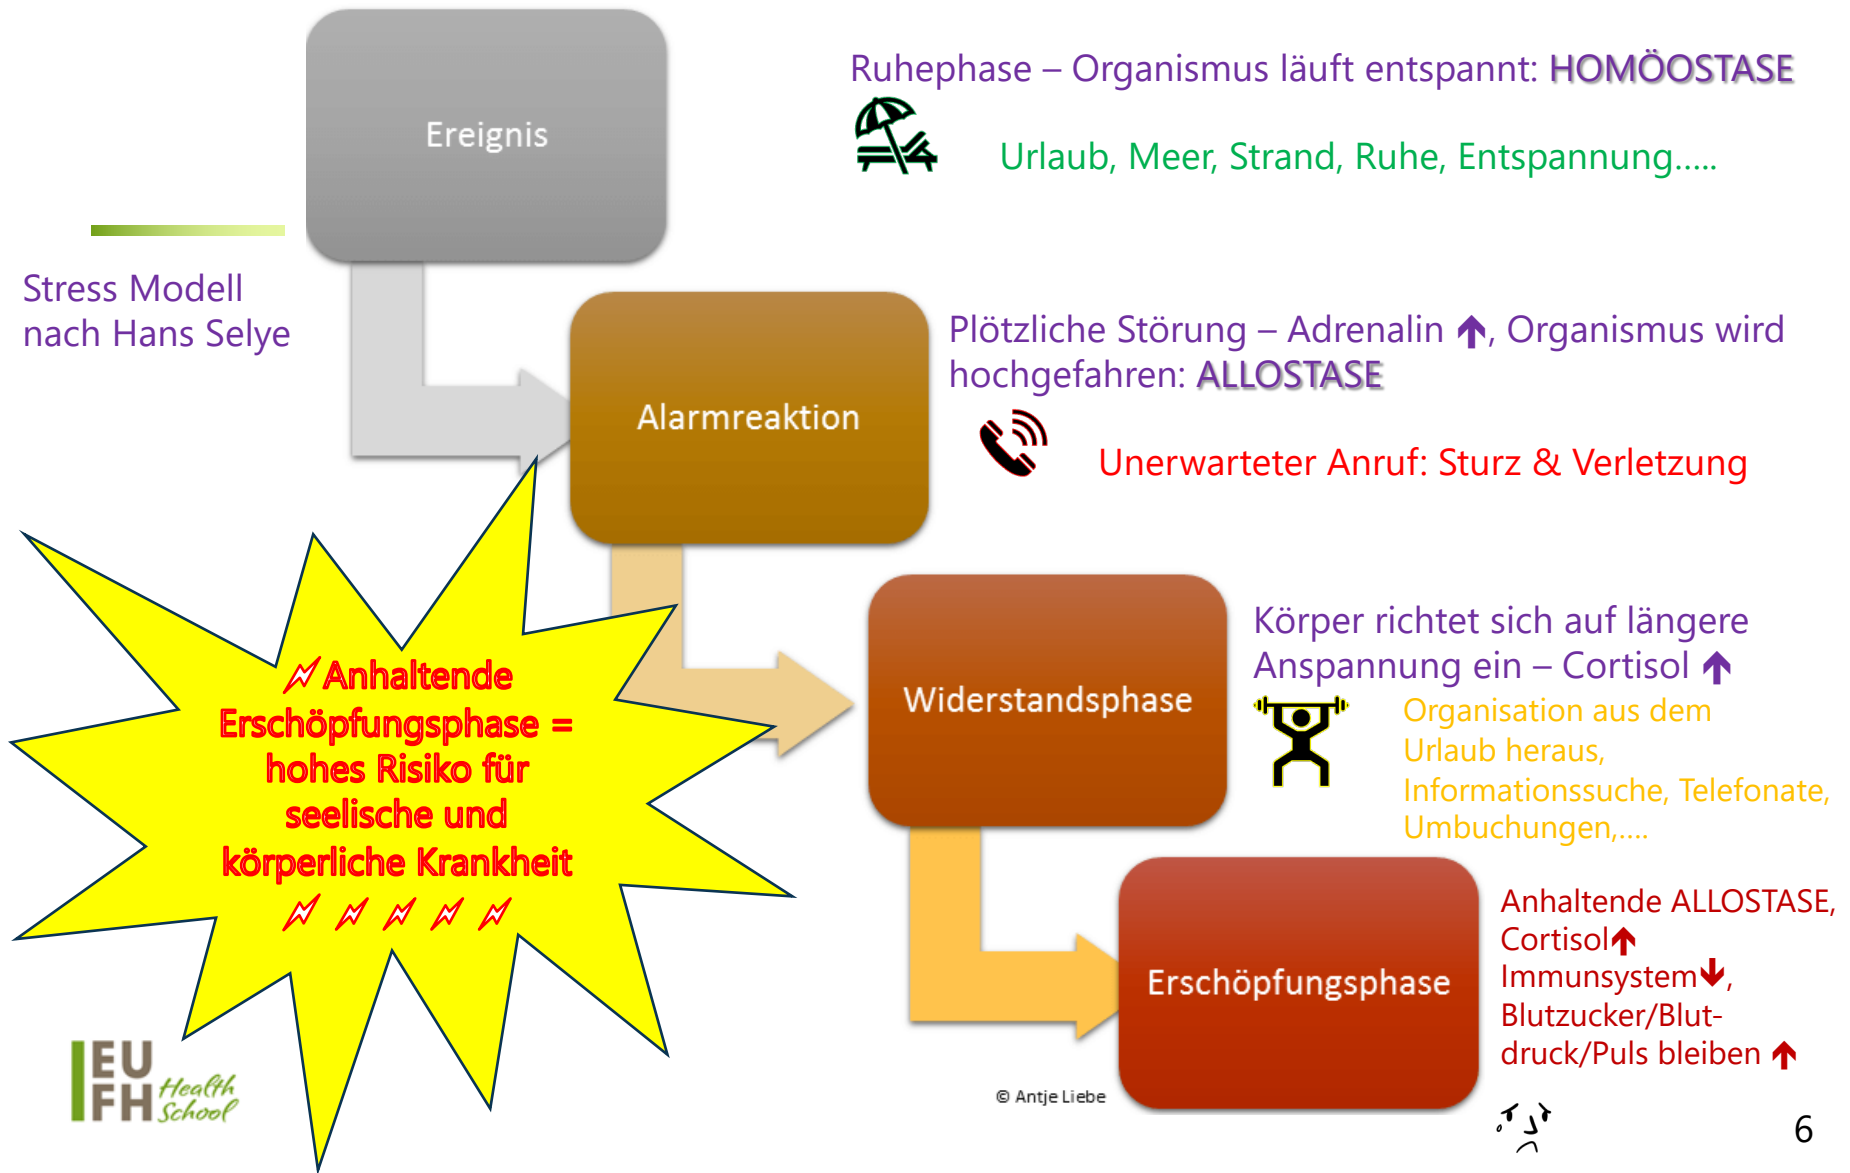 Ereignis
Ruhephase – Organismus läuft entspannt: HOMÖOSTASE
Urlaub, Meer, Strand, Ruhe, Entspannung.....
Stress Modell
nach Hans Selye
Alarmreaktion
Plötzliche Störung – Adrenalin 🡹, Organismus wird
hochgefahren: ALLOSTASE
Unerwarteter Anruf: Sturz & Verletzung
Widerstandsphase
Körper richtet sich auf längere
Anspannung ein – Cortisol 🡹
Organisation aus dem
Urlaub heraus,
Informationssuche, Telefonate,
Umbuchungen,....
Anhaltende
Erschöpfungsphase =
hohes Risiko für
seelische und
körperliche Krankheit
Erschöpfungsphase
Anhaltende ALLOSTASE,
Cortisol🡹
Immunsystem🡻,
Blutzucker/Blut-
druck/Puls bleiben 🡹
EU
FH Health
School
© Antje Liebe
6